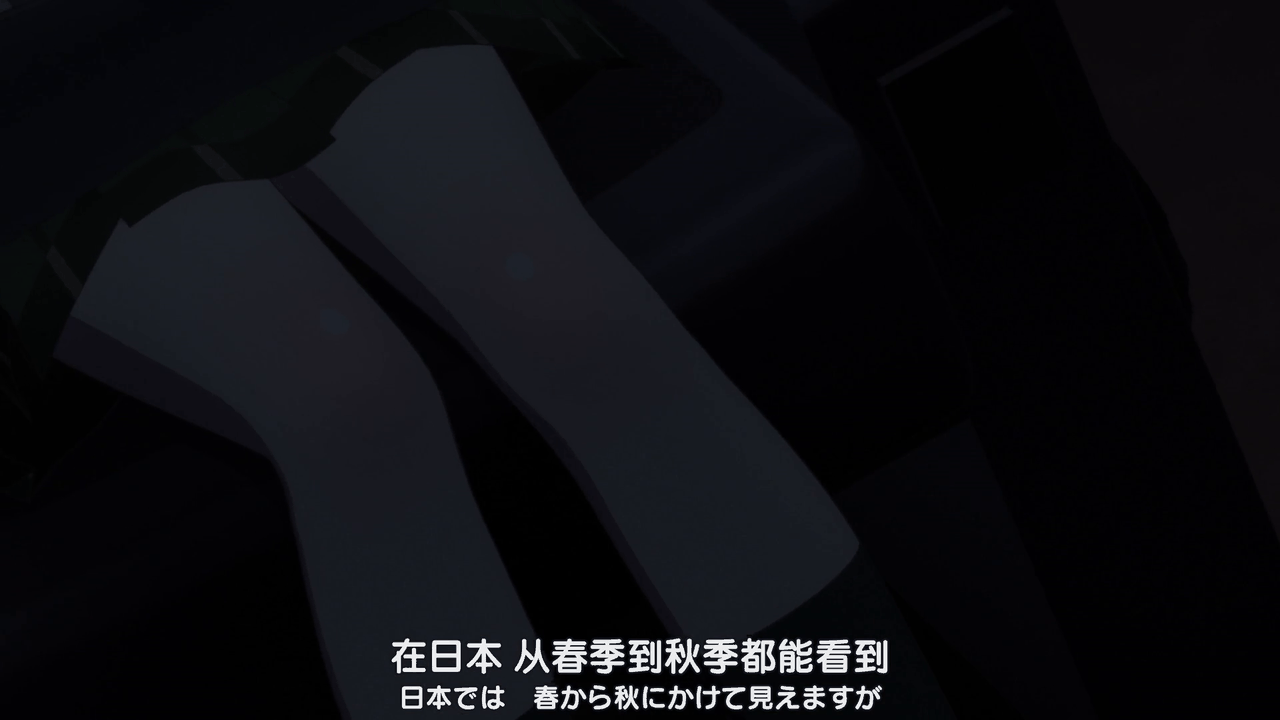 在日本 从春季到秋季都能看到
日本では　春から秋にかけて見えますが